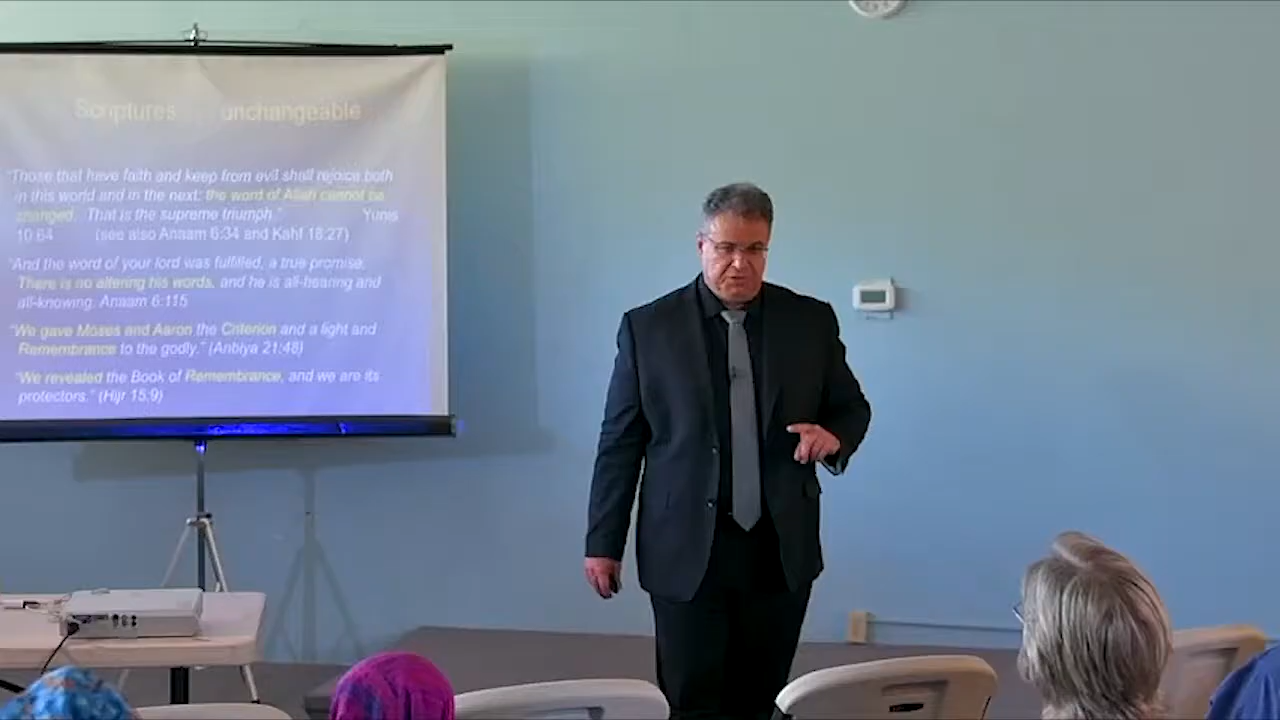 Scriptures unchangeable
"Those that have faith and keep from evil shall rejoice both
in this world and in the next: the word of Allah cannot be
changed. That is the supreme triumph." Yunis
10:64 (see also Anaam 6:34 and Kahf 18:27)
"And the word of your lord was fulfilled, a true promise,
There is no altering his words, and he is all-hearing and
all-knowing. Anaam 6:115
"We gave Moses and Aaron the Criterion and a light and
Remembrance to the godly." (Anbiya 21:48)
"We revealed the Book of Remembrance, and we are its
protectors." (Hijr 15:9)